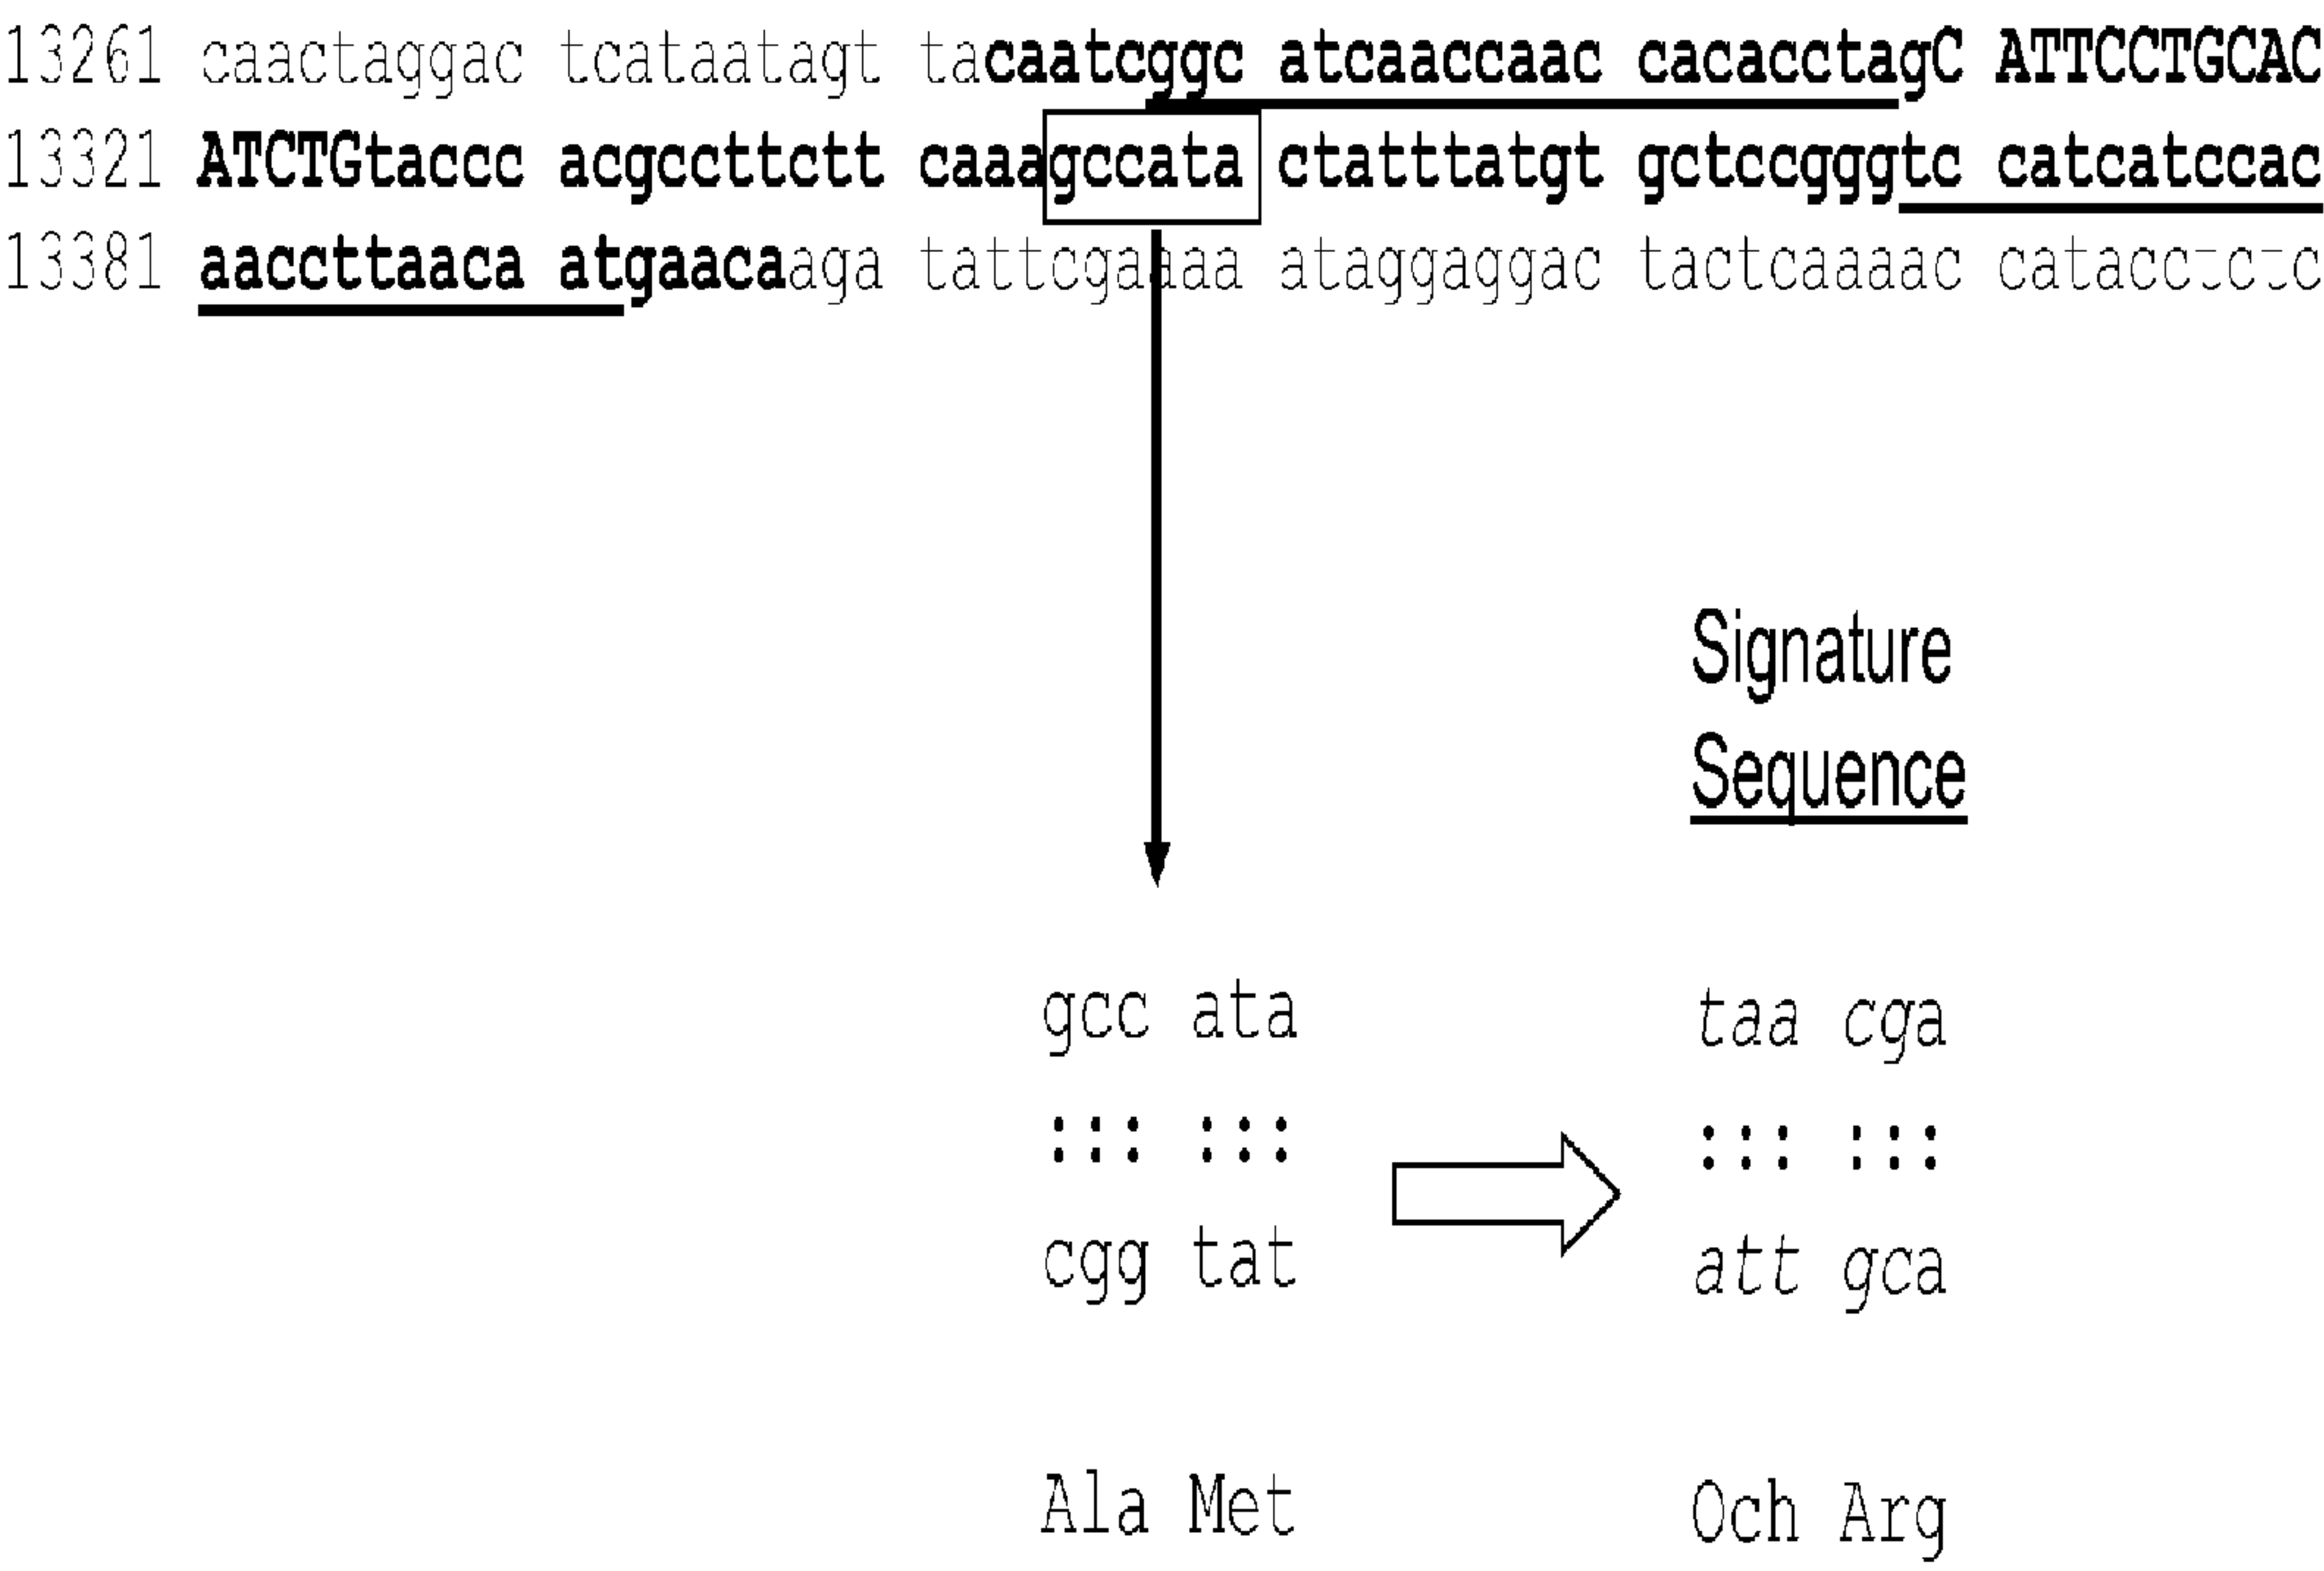 13261 caactaggac tcataatagt tacaatcggc atcaaccaac cacacctagC ATTCCTGCAC
13321 ATCTGtaccc acgccttctt caaagccata ctatttatgt gctccgggtc catcatccac
13381 aaccttaaca atgaacaaga tattcgaaaa ataggaggac tactcaaaac
Signature
Sequence
gcc ata taa cga
::: ::: ::: :::
cgg tat att gca
Ala Met Och Arg